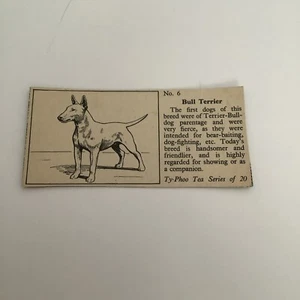 No. 6
Bull Terrier
The first dogs of this
breed were of Terrier-Bull-
dog parentage and were
very fierce, as they were
intended for bear-baiting,
dog-fighting, etc. Today's
breed is handsomer and
friendlier, and is highly
regarded for showing or as
a companion.
Ty-Phoo Tea Series of 20